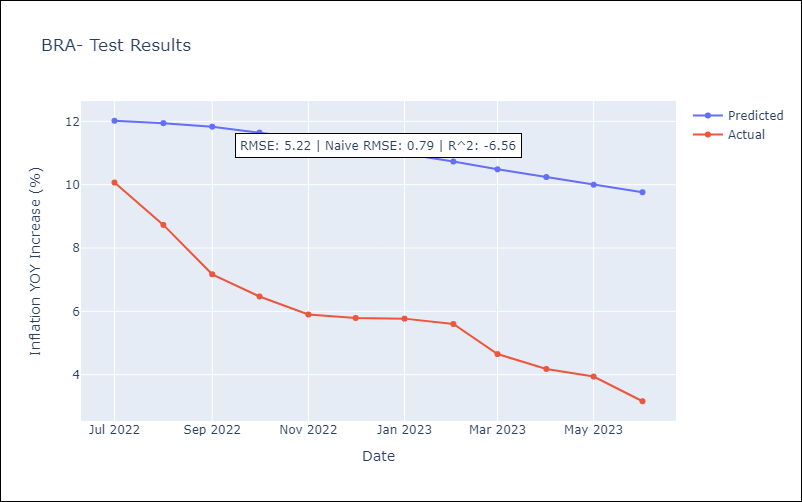 BRA- Test Results
Predicted
Actual
RMSE: 5.22 | Naive RMSE: 0.79 | R^2: -6.56
Inflation YOY Increase (%)
12
10
8
6
4
Jul 2022
Sep 2022
Nov 2022
Jan 2023
Mar 2023
May 2023
Date